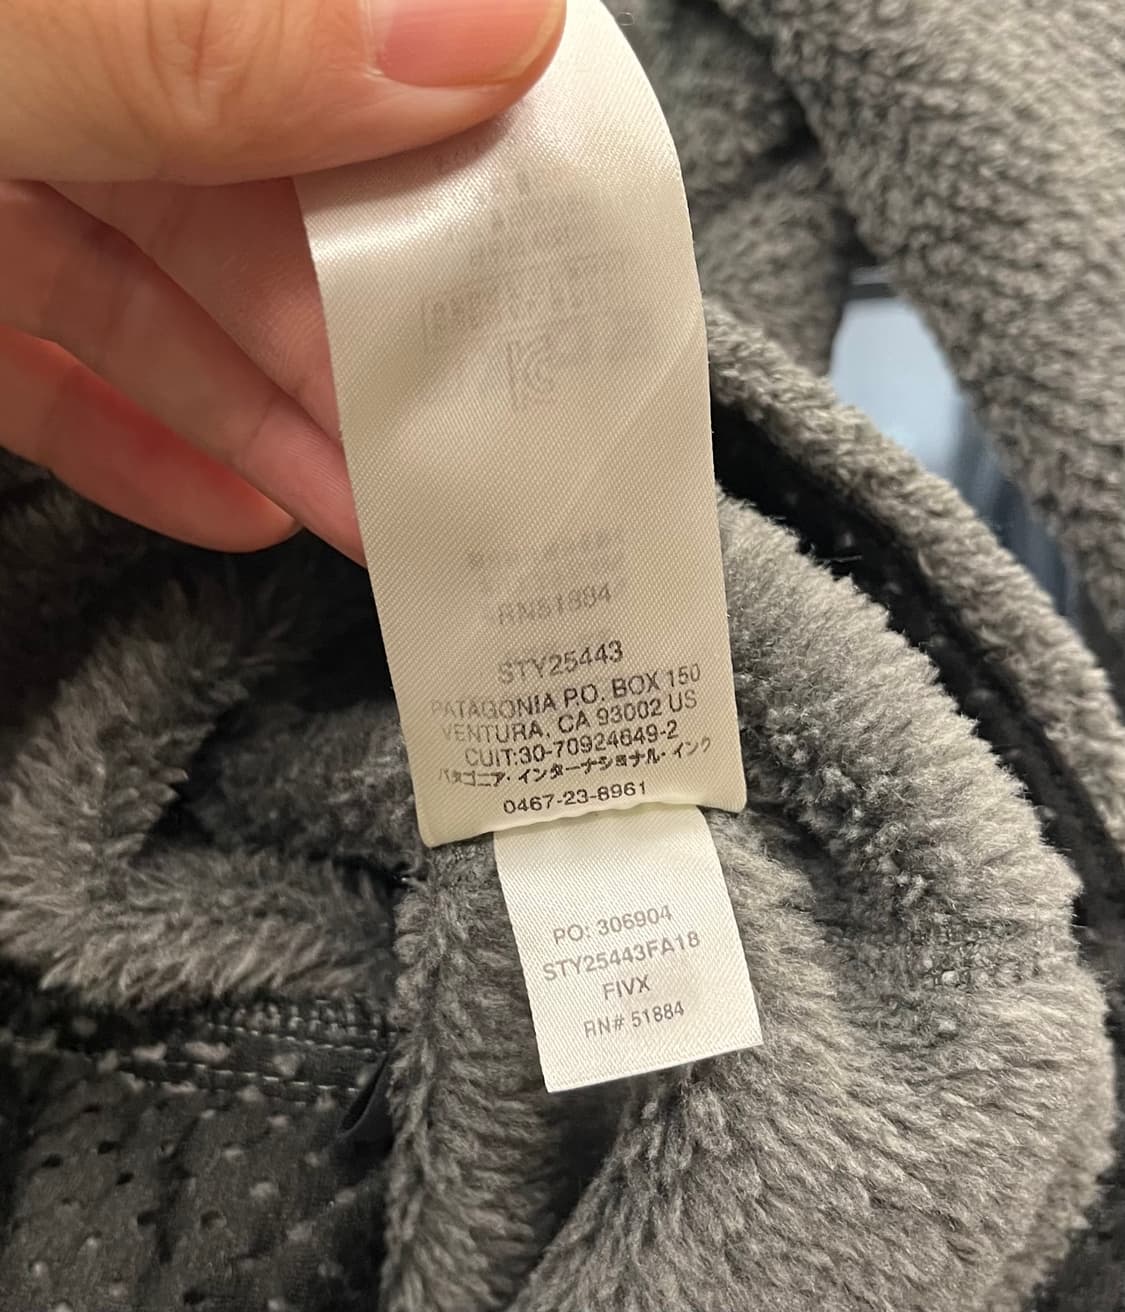 RN51884
STY25443
PATAGONIA P.O. BOX 150
VENTURA, CA 93002 US
CUIT:30-70924649-2
パタゴニア・インターナショナル・インク
0467-23-8961
PO: 306904
STY25443FA18
FIVX
RN# 51884